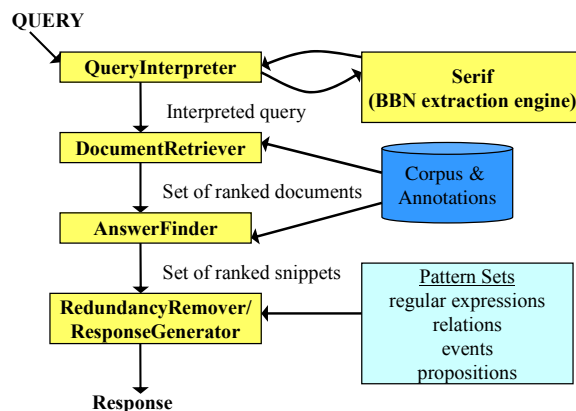 QUERY
QueryInterpreter
Serif
(BBN extraction engine)
Interpreted query
DocumentRetriever
Corpus &
Annotations
Set of ranked documents
AnswerFinder
Set of ranked snippets
Pattern Sets
regular expressions
relations
events
propositions
RedundancyRemover/
ResponseGenerator
Response